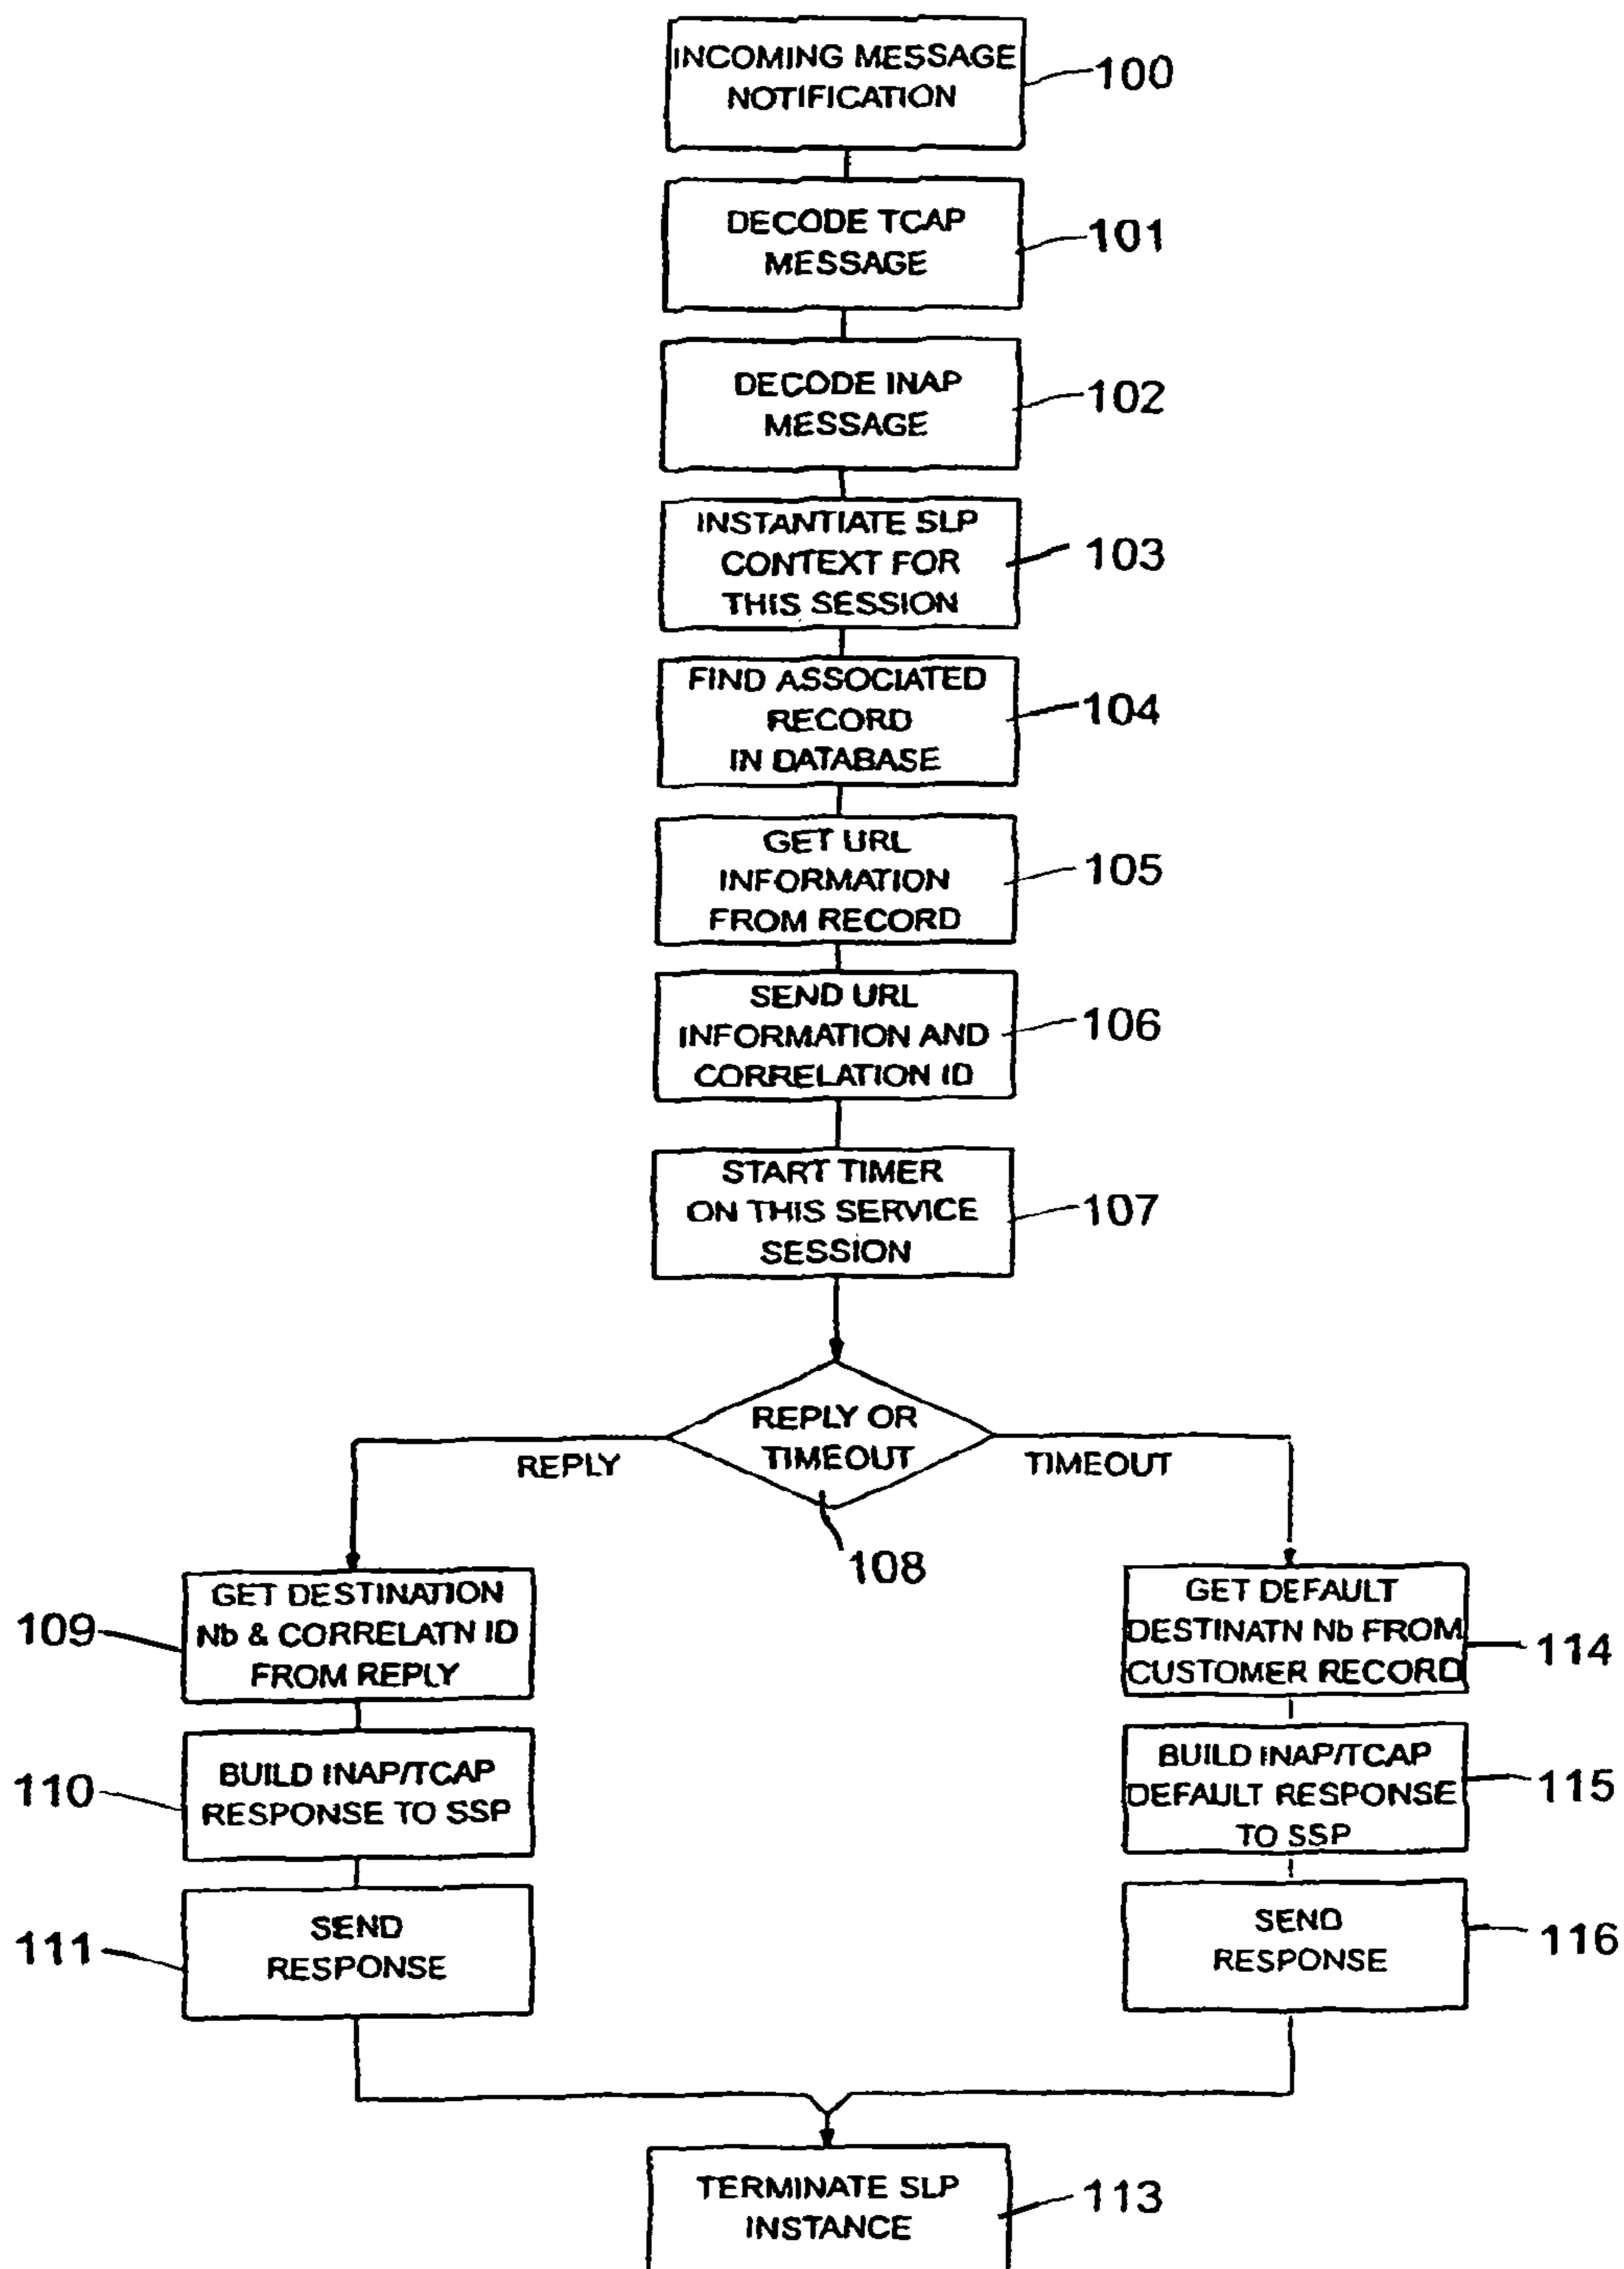 INCOMING MESSAGE
NOTIFICATION
100
DECODE TCAP
MESSAGE
101
DECODE INAP
MESSAGE
102
INSTANTIATE SLP
CONTEXT FOR
THIS SESSION
103
FIND ASSOCIATED
RECORD
IN DATABASE
104
GET URL
INFORMATION
FROM RECORD
105
SEND URL
INFORMATION AND
CORRELATION ID
106
START TIMER
ON THIS SERVICE
SESSION
107
REPLY OR
TIMEOUT
108
REPLY
TIMEOUT
GET DESTINATION
Nb & CORRELATN ID
FROM REPLY
109
BUILD INAP/TCAP
RESPONSE TO SSP
110
SEND
RESPONSE
111
GET DEFAULT
DESTINATN Nb FROM
CUSTOMER RECORD
114
BUILD INAP/TCAP
DEFAULT RESPONSE
TO SSP
115
SEND
RESPONSE
116
TERMINATE SLP
INSTANCE
113